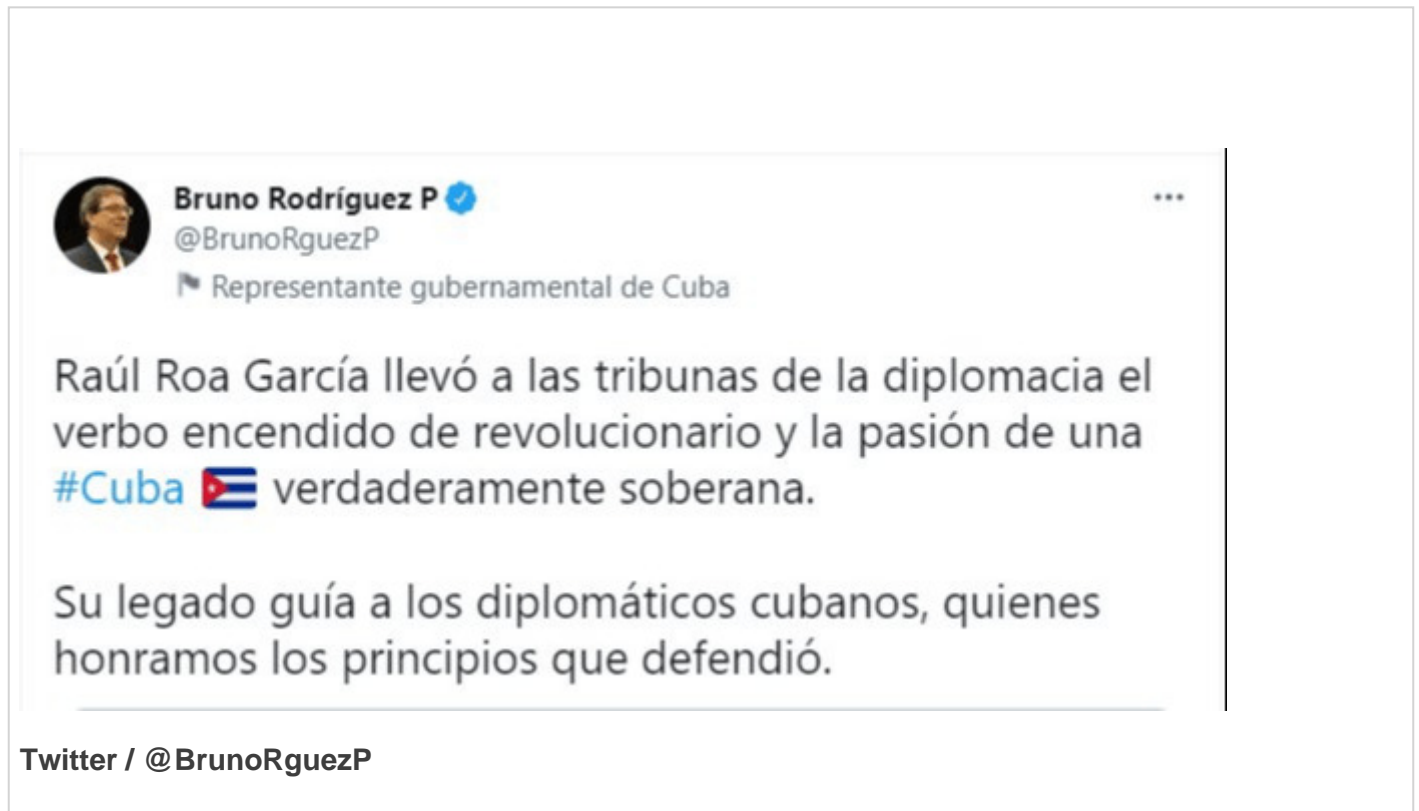 Bruno Rodríguez P
@BrunoRguezP
Representante gubernamental de Cuba
Raúl Roa García llevó a las tribunas de la diplomacia el
verbo encendido de revolucionario y la pasión de una
#Cuba 🇨🇺 verdaderamente soberana.
Su legado guía a los diplomáticos cubanos, quienes
honramos los principios que defendió.
Twitter / @BrunoRguezP